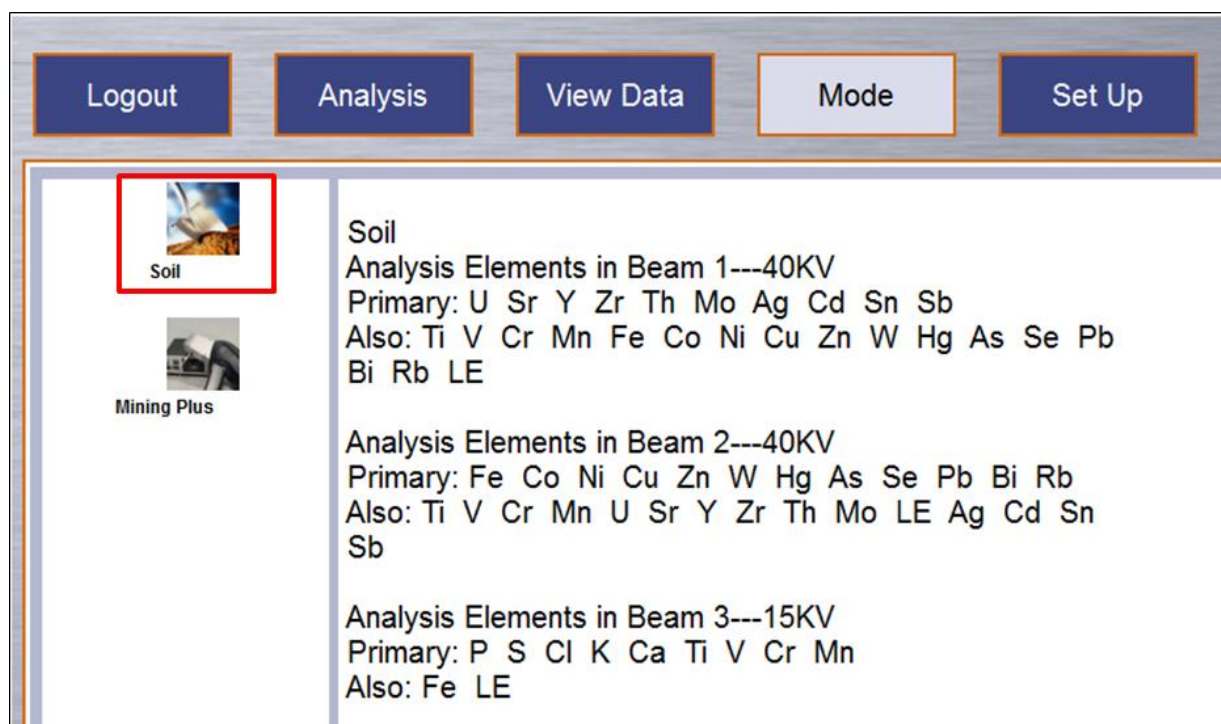 Logout Analysis View Data Mode Set Up
Soil
Mining Plus
Soil
Analysis Elements in Beam 1---40KV
Primary: U Sr Y Zr Th Mo Ag Cd Sn Sb
Also: Ti V Cr Mn Fe Co Ni Cu Zn W Hg As Se Pb
Bi Rb LE
Analysis Elements in Beam 2---40KV
Primary: Fe Co Ni Cu Zn W Hg As Se Pb Bi Rb
Also: Ti V Cr Mn U Sr Y Zr Th Mo LE Ag Cd Sn
Sb
Analysis Elements in Beam 3---15KV
Primary: P S Cl K Ca Ti V Cr Mn
Also: Fe LE